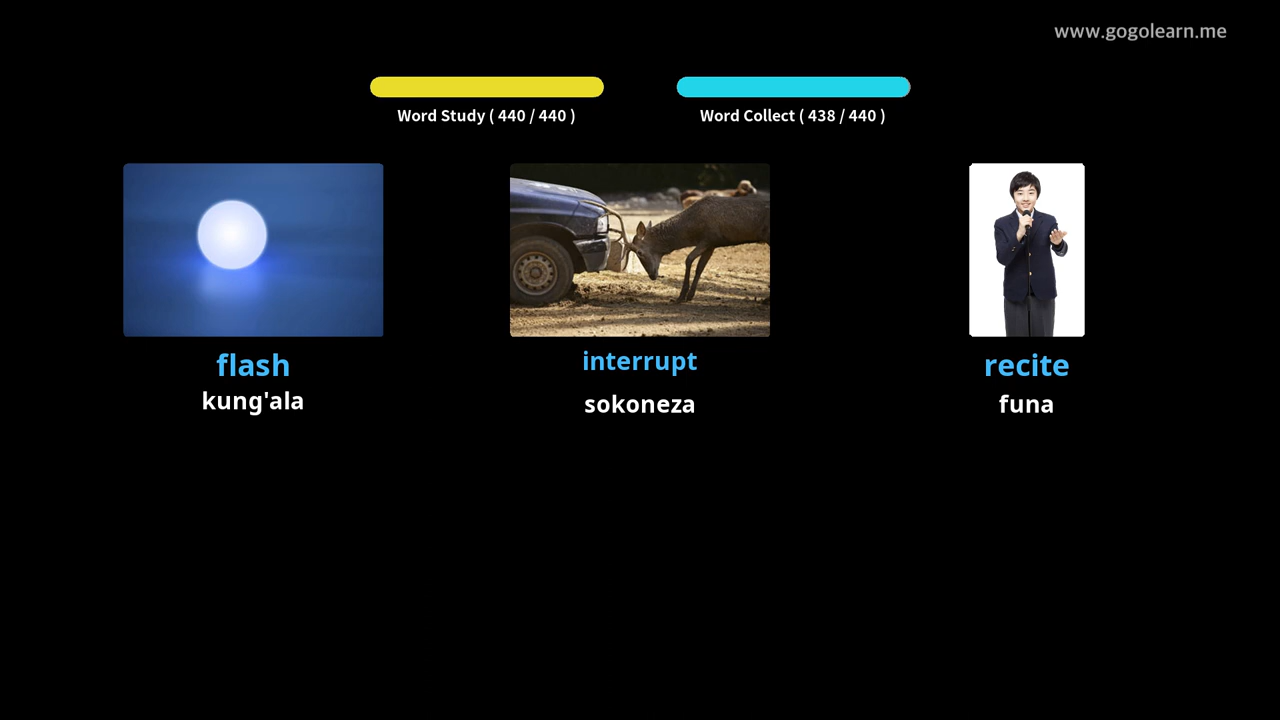 www.gogolearn.me
Word Study ( 440 / 440 )
Word Collect ( 438 / 440 )
flash
kung'ala
interrupt
sokoneza
recite
funa